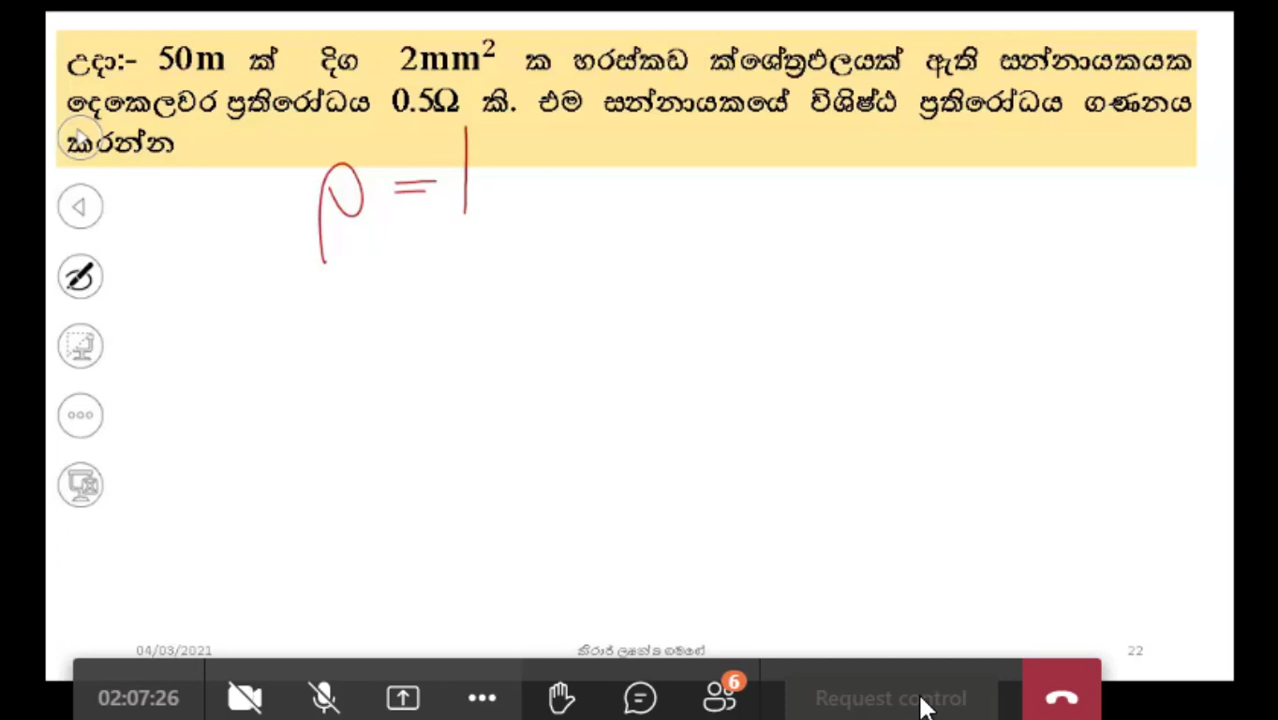 උදා:- 50m ක් දිග 2mm² ක හරස්කඩ ක්ශේත්‍රඵලයක් ඇති සන්නායකයක
දෙකෙලවර ප්‍රතිරෝධය 0.5Ω කි. එම සන්නායකයේ විශිෂ්ඨ ප්‍රතිරෝධය ගණනය
කරන්න
ρ = |
04/03/2021
22
02:07:26
6
Request control